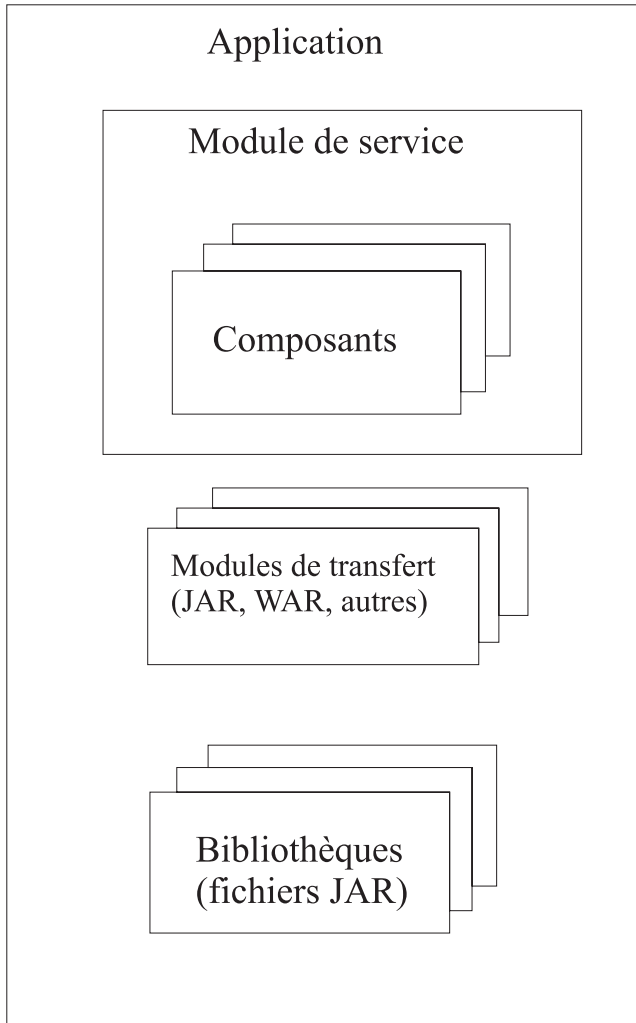 Application
Module de service
Composants
Modules de transfert
(JAR, WAR, autres)
Bibliothèques
(fichiers JAR)